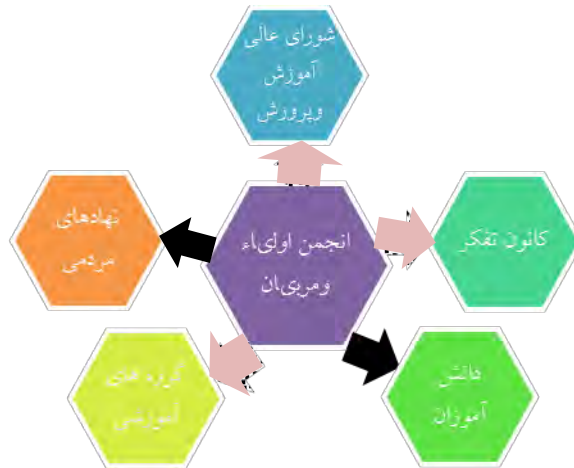 شورای عالی
آموزش
وپرورش
نهادهای
مردمی
انجمن اولیاء
ومربیان
کانون تفکر
گروه های
آموزشی
دانش
آموزان